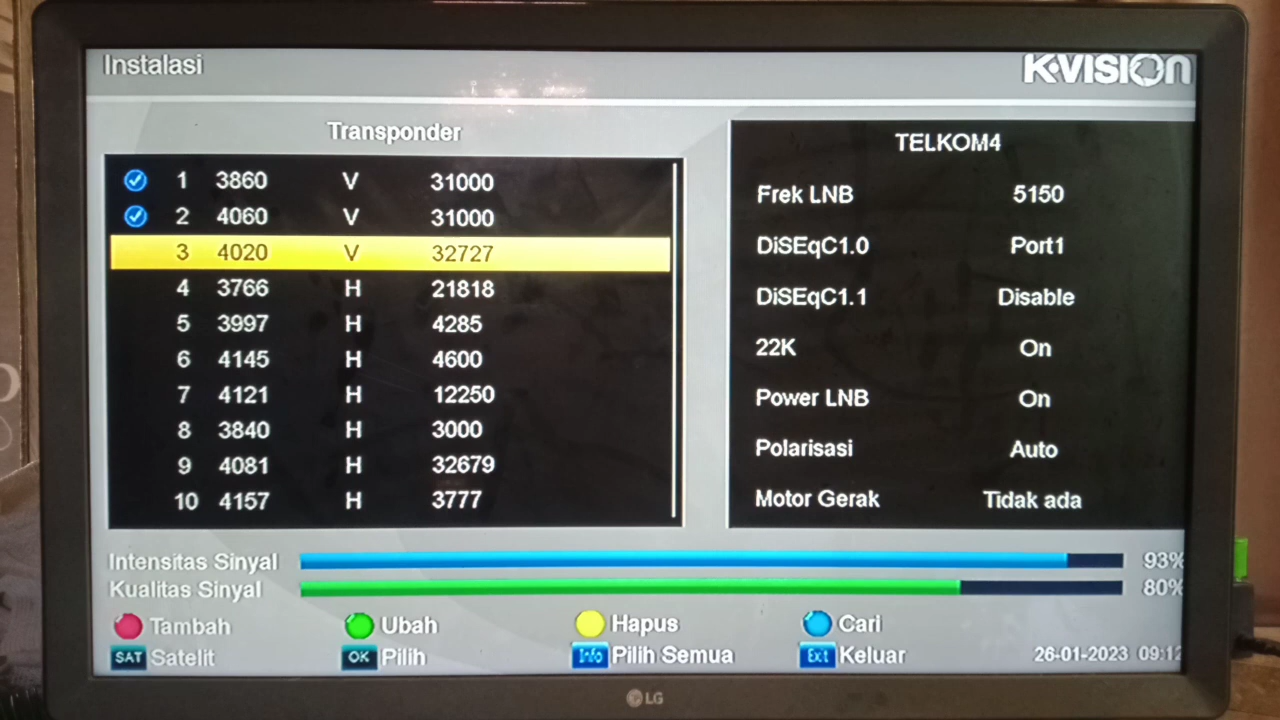 Instalasi
K-VISION
Transponder
1 3860 V 31000
2 4060 V 31000
3 4020 V 32727
4 3766 H 21818
5 3997 H 4285
6 4145 H 4600
7 4121 H 12250
8 3840 H 3000
9 4081 H 32679
10 4157 H 3777
TELKOM4
Frek LNB 5150
DiSEqC1.0 Port1
DiSEqC1.1 Disable
22K On
Power LNB On
Polarisasi Auto
Motor Gerak Tidak ada
Intensitas Sinyal 93%
Kualitas Sinyal 80%
Tambah Ubah Hapus Cari
SAT Satelit OK Pilih Info Pilih Semua Exit Keluar
26-01-2023 09:12
LG